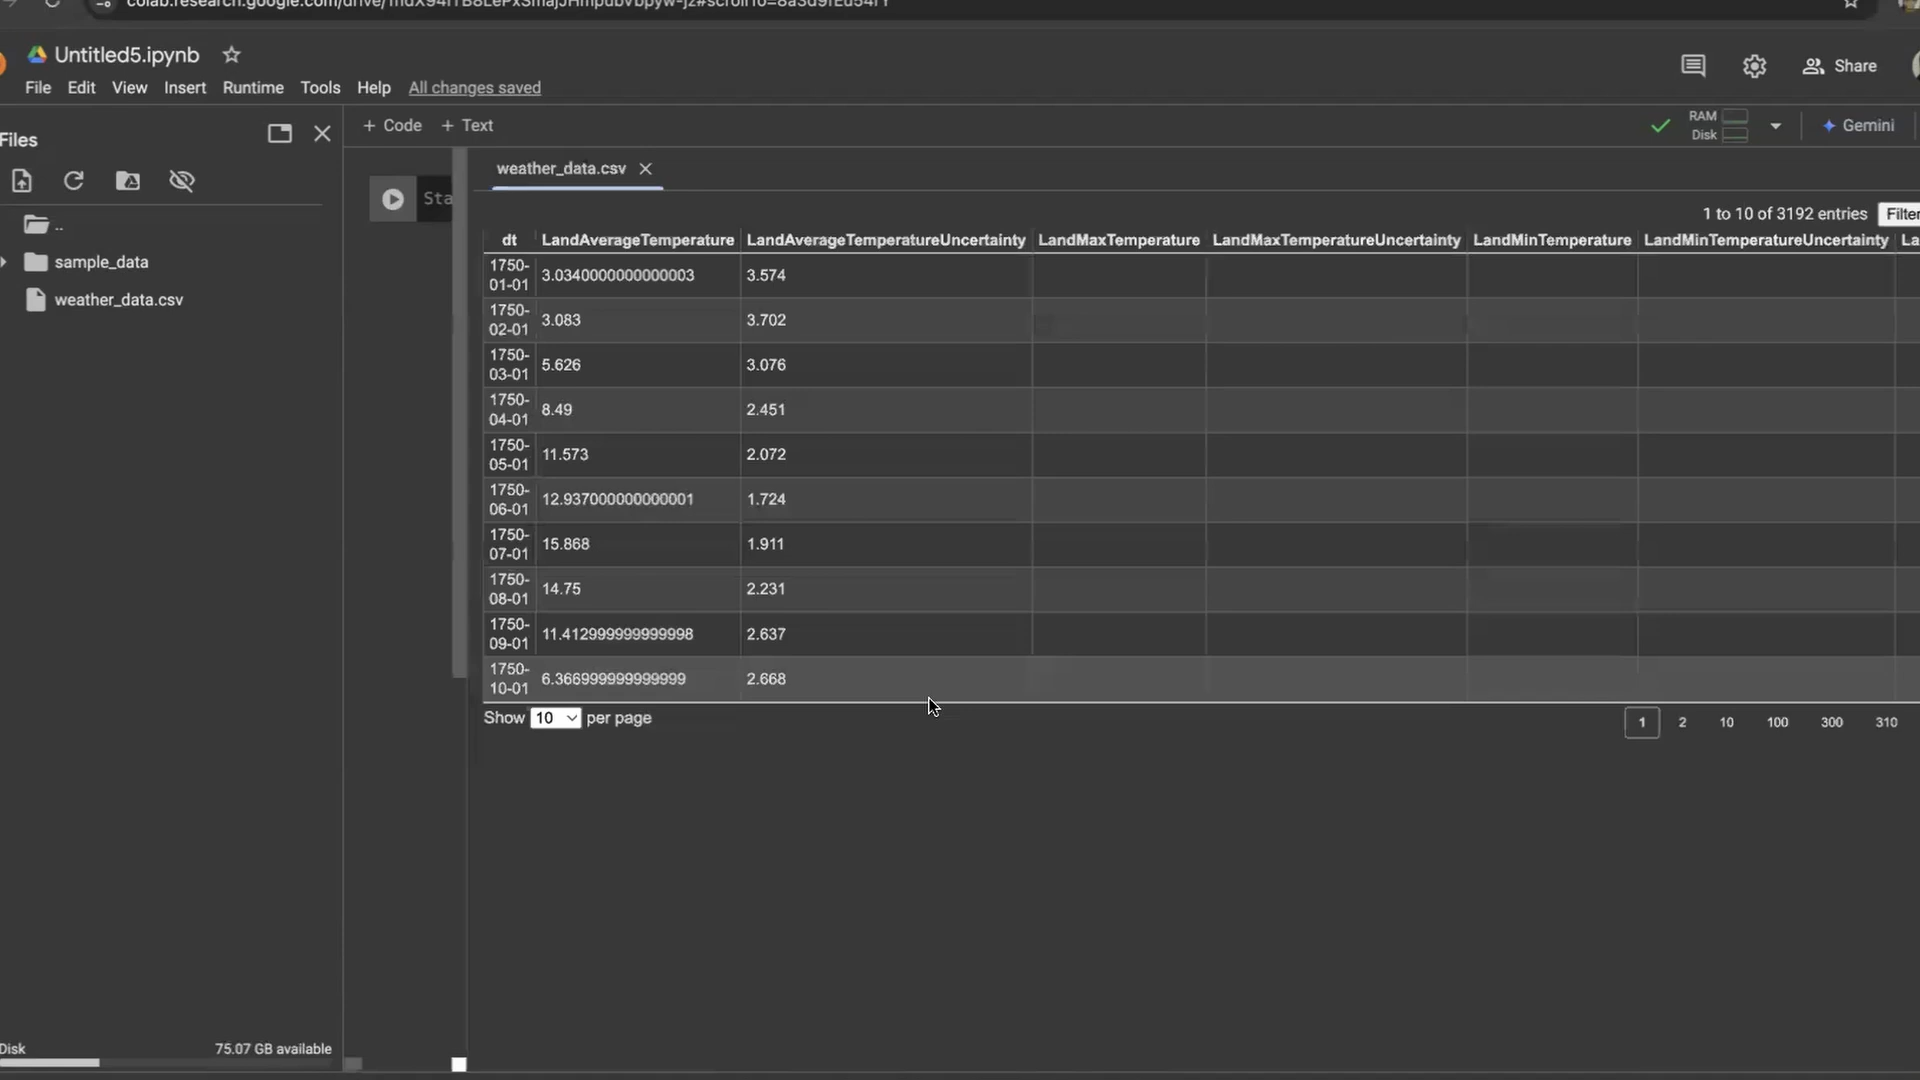 Untitled5.ipynb
File Edit View Insert Runtime Tools Help All changes saved
Share
Files
+ Code + Text
RAM
Disk
Gemini
weather_data.csv
..
sample_data
weather_data.csv
Sta
1 to 10 of 3192 entries Filter
dt LandAverageTemperature LandAverageTemperatureUncertainty LandMaxTemperature LandMaxTemperatureUncertainty LandMinTemperature LandMinTemperatureUncertainty La
1750-
01-01 3.0340000000000003 3.574
1750-
02-01 3.083 3.702
1750-
03-01 5.626 3.076
1750-
04-01 8.49 2.451
1750-
05-01 11.573 2.072
1750-
06-01 12.937000000000001 1.724
1750-
07-01 15.868 1.911
1750-
08-01 14.75 2.231
1750-
09-01 11.412999999999998 2.637
1750-
10-01 6.366999999999999 2.668
Show 10 per page
1 2 10 100 300 310
Disk 75.07 GB available